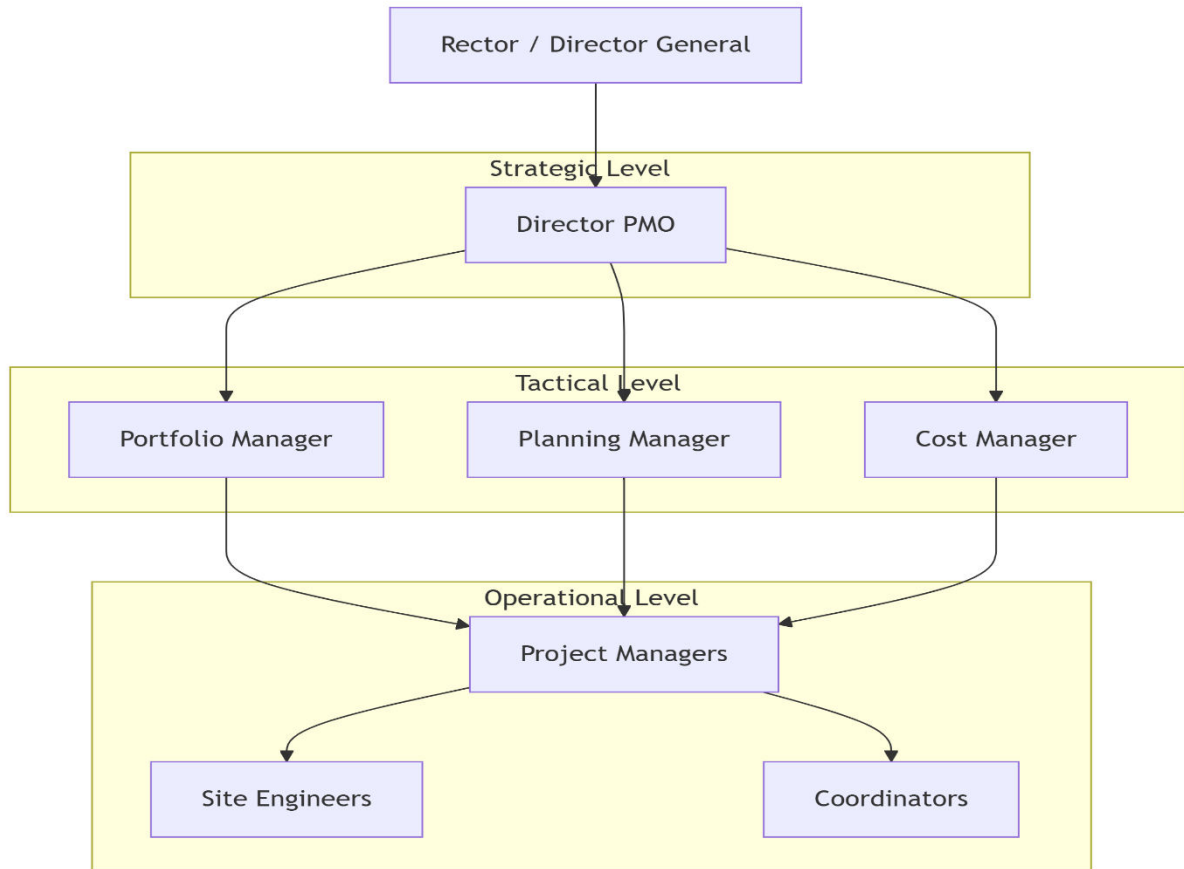 Rector / Director General
Strategic Level
Director PMO
Tactical Level
Portfolio Manager
Planning Manager
Cost Manager
Operational Level
Project Managers
Site Engineers
Coordinators